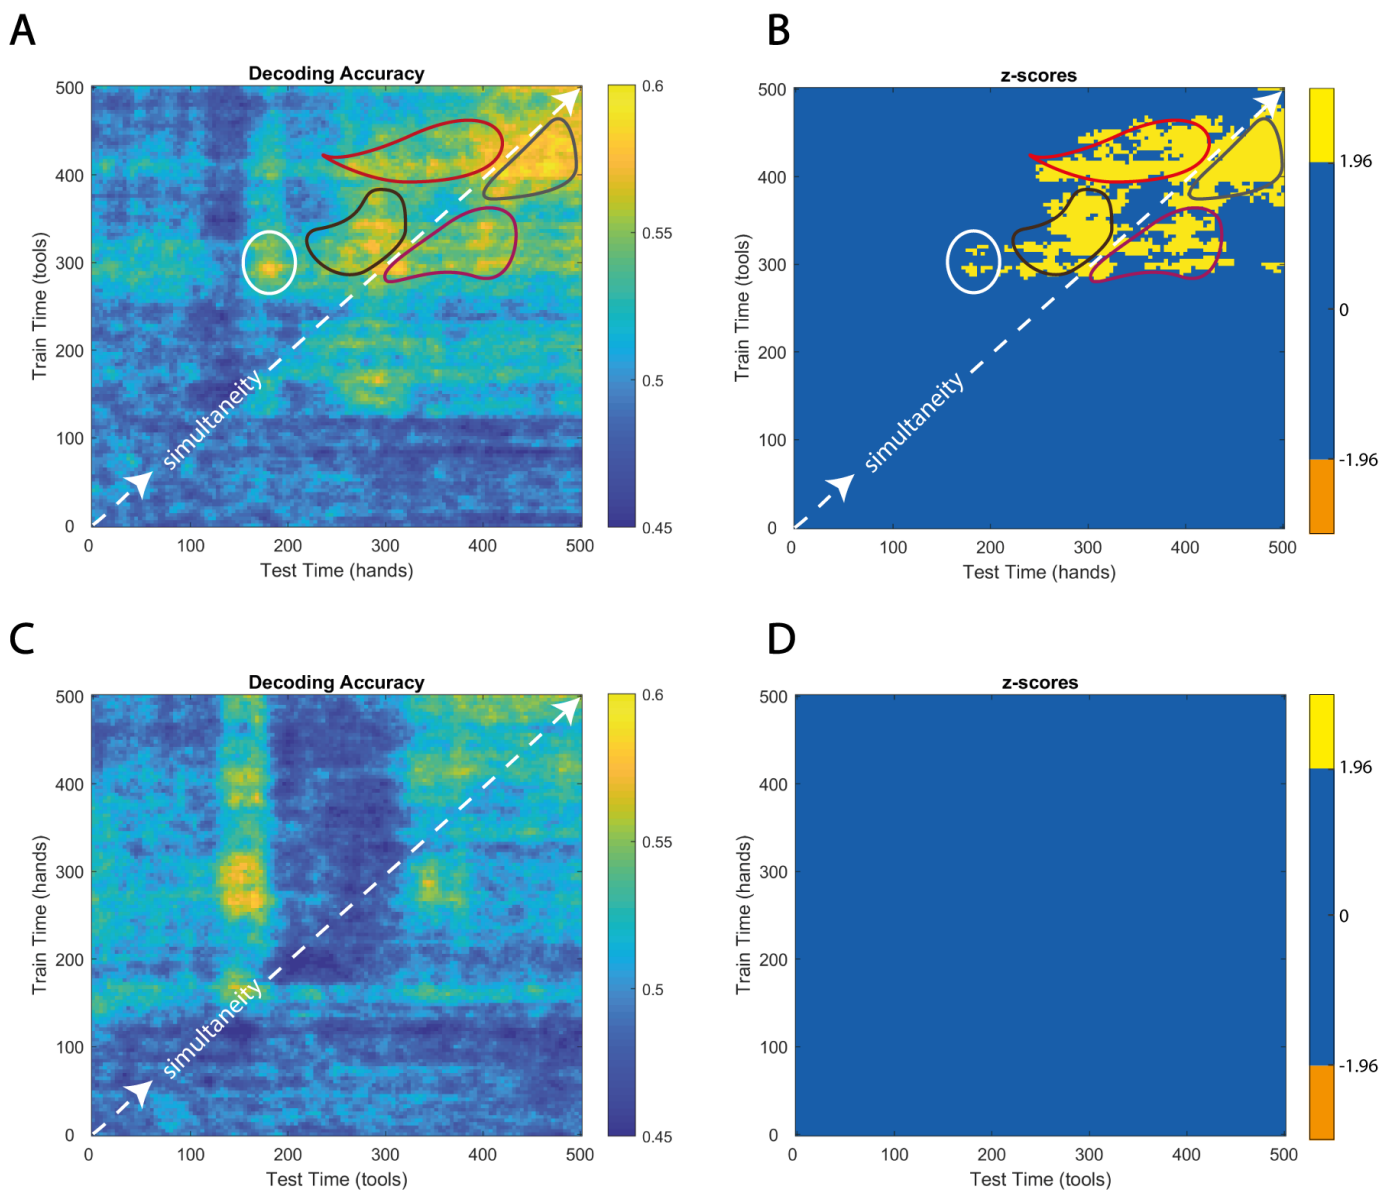 A
Decoding Accuracy
Train Time (tools)
500
400
300
200
100
0
simultaneity
0 100 200 300 400 500
Test Time (hands)
0.6
0.55
0.5
0.45
B
z-scores
Train Time (tools)
500
400
300
200
100
0
simultaneity
0 100 200 300 400 500
Test Time (hands)
1.96
0
-1.96
C
Decoding Accuracy
Train Time (hands)
500
400
300
200
100
0
simultaneity
0 100 200 300 400 500
Test Time (tools)
0.6
0.55
0.5
0.45
D
z-scores
Train Time (hands)
500
400
300
200
100
0
0 100 200 300 400 500
Test Time (tools)
1.96
0
-1.96